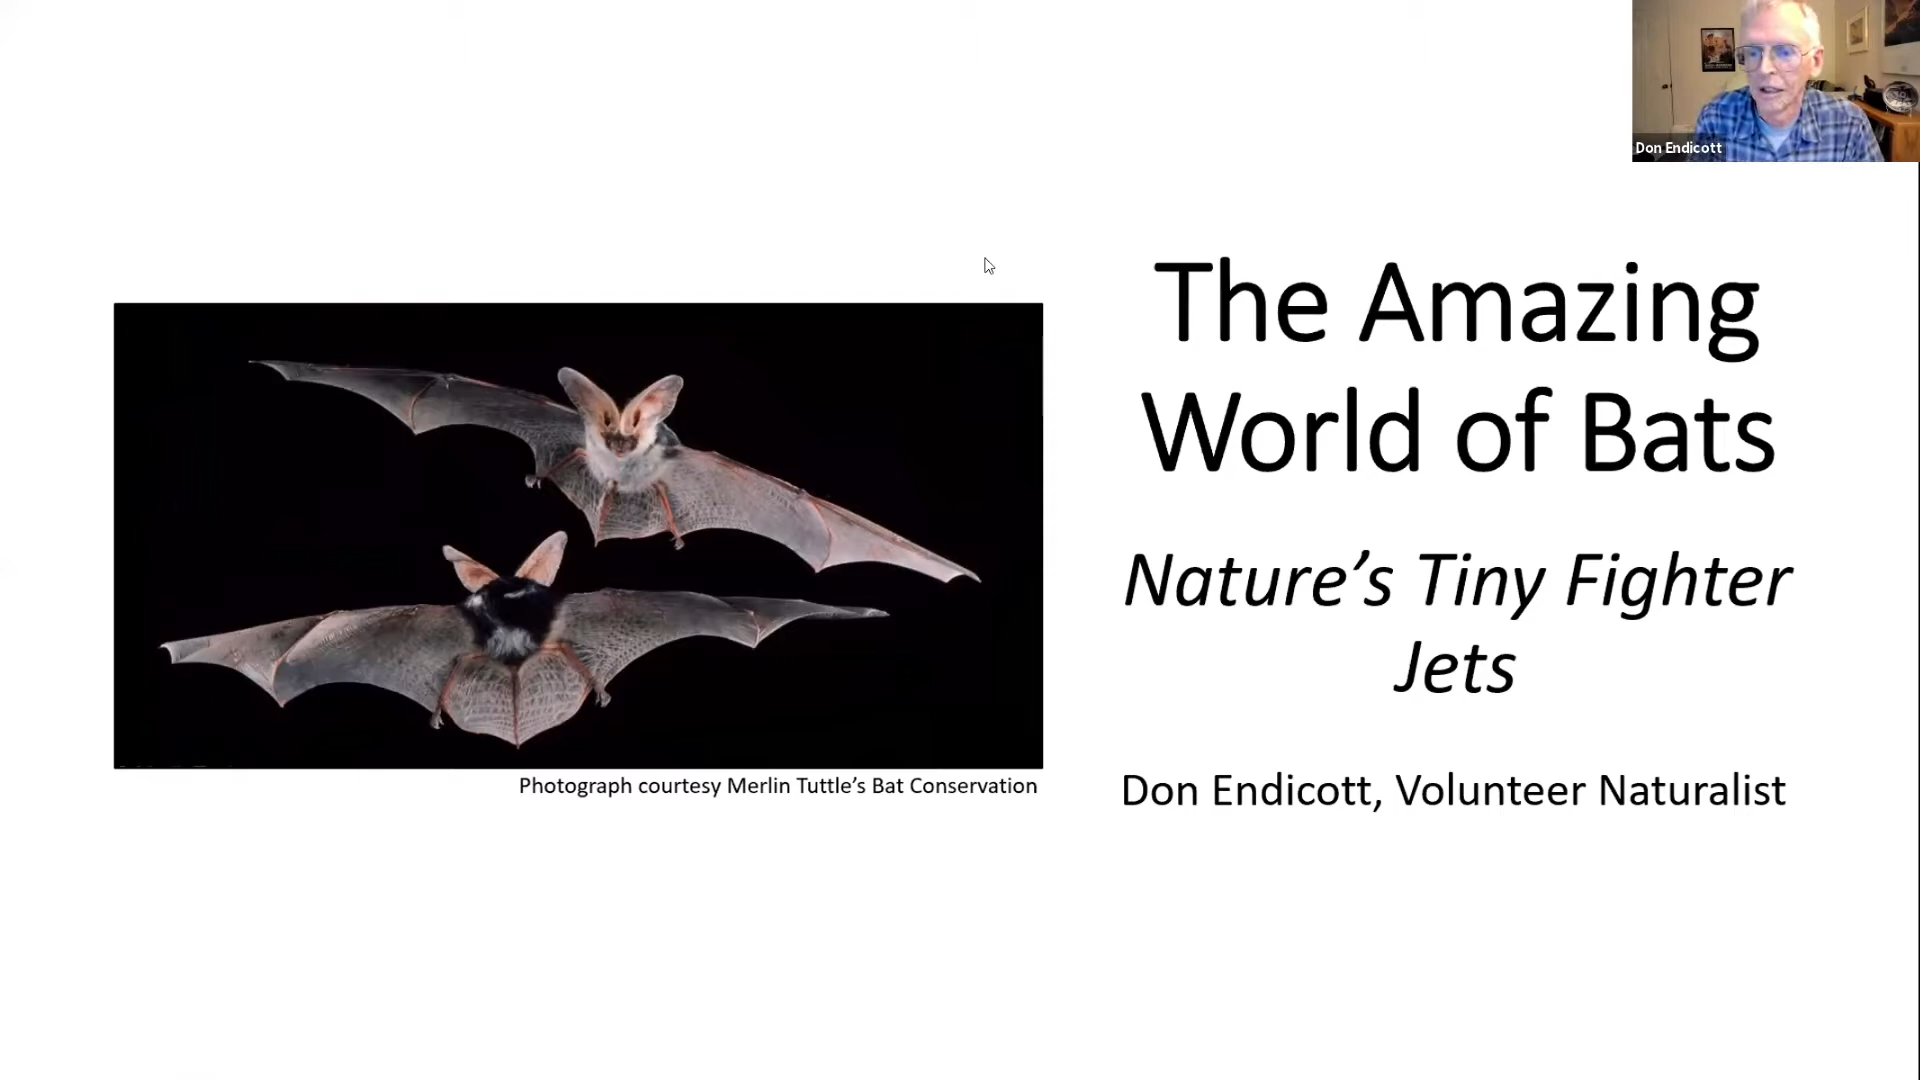 Don Endicott
The Amazing
World of Bats
Nature’s Tiny Fighter
Jets
Photograph courtesy Merlin Tuttle’s Bat Conservation
Don Endicott, Volunteer Naturalist